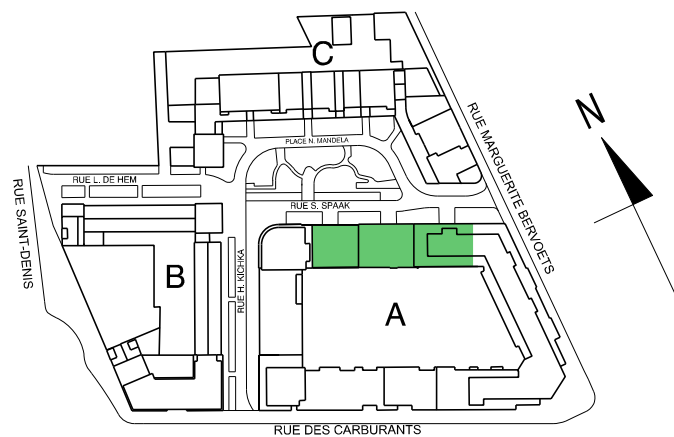 C
N
RUE MARGUERITE BERVOETS
PLACE N. MANDELA
RUE L. DE HEM
RUE S. SPAAK
RUE SAINT-DENIS
RUE H. KICHKA
B
A
RUE DES CARBURANTS